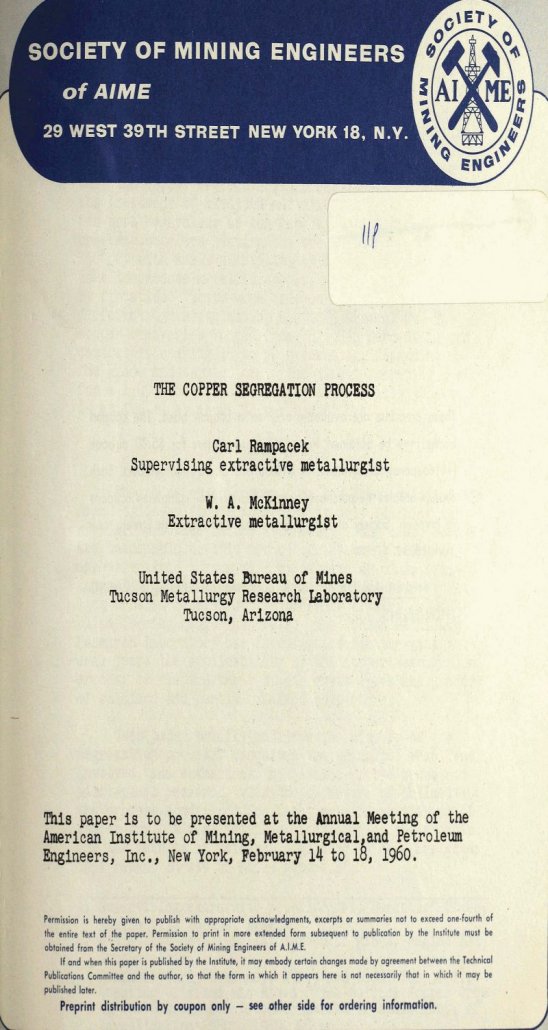 SOCIETY OF MINING ENGINEERS
of AIME
29 WEST 39TH STREET NEW YORK 18, N.Y.
SOCIETY OF
MINING ENGINEERS
AIME
THE COPPER SEGREGATION PROCESS
Carl Rampacek
Supervising extractive metallurgist
W. A. McKinney
Extractive metallurgist
United States Bureau of Mines
Tucson Metallurgy Research Laboratory
Tucson, Arizona
This paper is to be presented at the Annual Meeting of the
American Institute of Mining, Metallurgical,and Petroleum
Engineers, Inc., New York, February 14 to 18, 1960.
Permission is hereby given to publish with appropriate acknowledgments, excerpts or summaries not to exceed one-fourth of
the entire text of the paper. Permission to print in more extended form subsequent to publication by the Institute must be
obtained from the Secretary of the Society of Mining Engineers of A.I.M.E.
If and when this paper is published by the Institute, it may embody certain changes made by agreement between the Technical
Publications Committee and the author, so that the form in which it appears here is not necessarily that in which it may be
published later.
Preprint distribution by coupon only — see other side for ordering information.